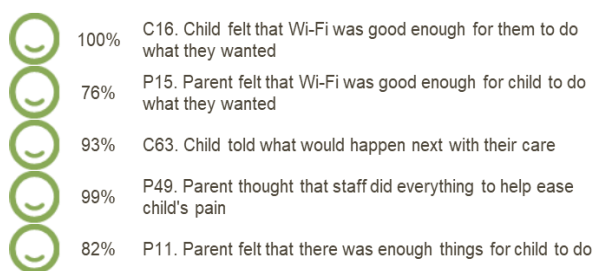 100% C16. Child felt that Wi-Fi was good enough for them to do
what they wanted
76% P15. Parent felt that Wi-Fi was good enough for child to do
what they wanted
93% C63. Child told what would happen next with their care
99% P49. Parent thought that staff did everything to help ease
child's pain
82% P11. Parent felt that there was enough things for child to do